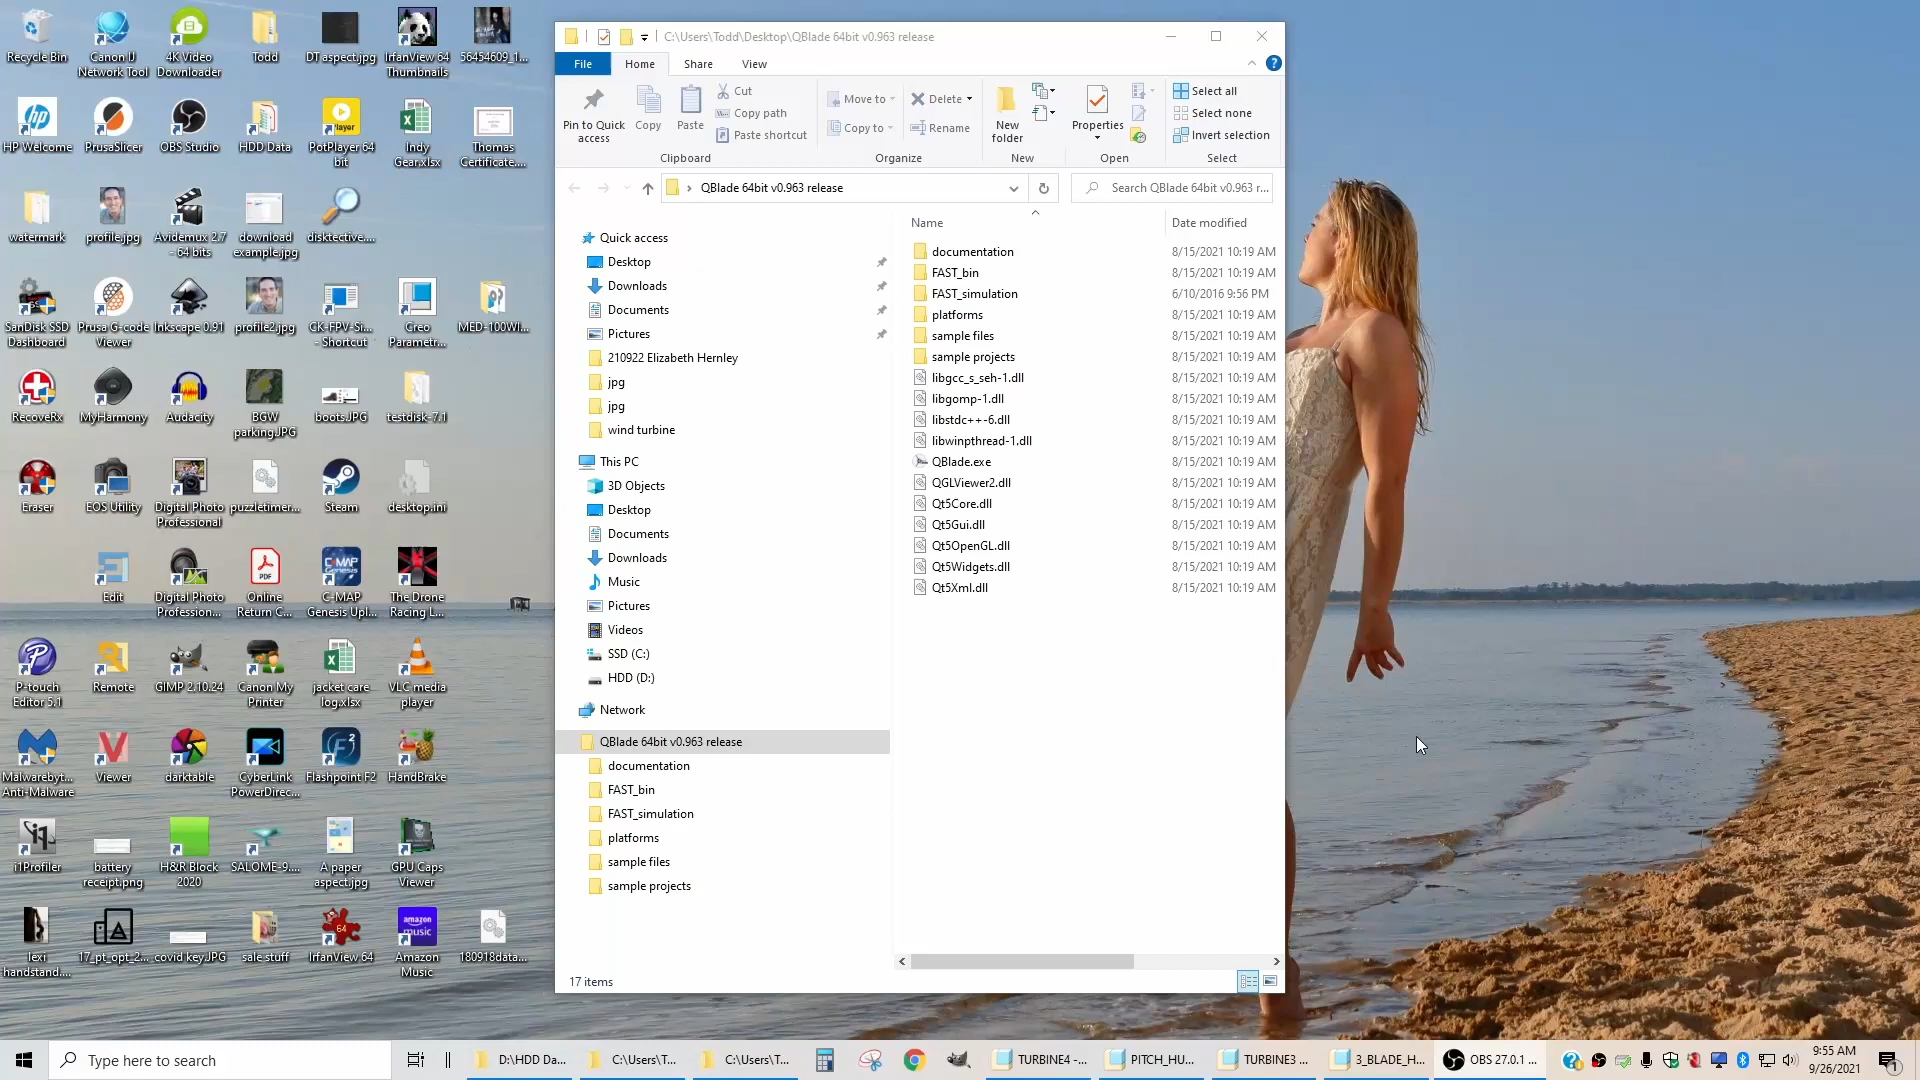 Recycle Bin
Canon IJ
Network Tool
4K Video
Downloader
Todd
DT aspect.jpg
IrfanView 64
Thumbnails
56454609_1...
HP Welcome
PrusaSlicer
OBS Studio
HDD Data
PotPlayer 64
bit
Indy
Gear.xlsx
Thomas
Certificate....
watermark
profile.jpg
Avidemux 2.7
- 64 bits
download
example.jpg
disktective....
SanDisk SSD
Dashboard
Prusa G-code
Viewer
Inkscape 0.91
profile2.jpg
CK-FPV-Si...
- Shortcut
Creo
Parametr...
MED-100WI...
RecoveRx
MyHarmony
Audacity
BGW
parking.JPG
boots.JPG
testdisk-7.1
Eraser
EOS Utility
Digital Photo
Professional
puzzletimer...
Steam
desktop.ini
Edit
Digital Photo
Profession...
Online
Return C...
C-MAP
Genesis Upl...
The Drone
Racing L...
P-touch
Editor 5.1
Remote
GIMP 2.10.24
Canon My
Printer
jacket care
log.xlsx
VLC media
player
Malwarebyt...
Anti-Malware
Viewer
darktable
CyberLink
PowerDirec...
Flashpoint F2
HandBrake
i1Profiler
battery
receipt.png
H&R Block
2020
SALOME-9....
A paper
aspect.jpg
GPU Caps
Viewer
lexi
handstand....
17_pt_opt_2...
covid key.JPG
sale stuff
IrfanView 64
Amazon
Music
180918data...
C:\Users\Todd\Desktop\QBlade 64bit v0.963 release
File
Home
Share
View
Pin to Quick
access
Copy
Paste
Cut
Copy path
Paste shortcut
Clipboard
Move to
Copy to
Delete
Rename
Organize
New
folder
New
Properties
Open
Select all
Select none
Invert selection
Select
QBlade 64bit v0.963 release
Search QBlade 64bit v0.963 r...
Quick access
Desktop
Downloads
Documents
Pictures
210922 Elizabeth Hernley
jpg
jpg
wind turbine
This PC
3D Objects
Desktop
Documents
Downloads
Music
Pictures
Videos
SSD (C:)
HDD (D:)
Network
QBlade 64bit v0.963 release
documentation
FAST_bin
FAST_simulation
platforms
sample files
sample projects
Name Date modified
documentation 8/15/2021 10:19 AM
FAST_bin 8/15/2021 10:19 AM
FAST_simulation 6/10/2016 9:56 PM
platforms 8/15/2021 10:19 AM
sample files 8/15/2021 10:19 AM
sample projects 8/15/2021 10:19 AM
libgcc_s_seh-1.dll 8/15/2021 10:19 AM
libgomp-1.dll 8/15/2021 10:19 AM
libstdc++-6.dll 8/15/2021 10:19 AM
libwinpthread-1.dll 8/15/2021 10:19 AM
QBlade.exe 8/15/2021 10:19 AM
QGLViewer2.dll 8/15/2021 10:19 AM
Qt5Core.dll 8/15/2021 10:19 AM
Qt5Gui.dll 8/15/2021 10:19 AM
Qt5OpenGL.dll 8/15/2021 10:19 AM
Qt5Widgets.dll 8/15/2021 10:19 AM
Qt5Xml.dll 8/15/2021 10:19 AM
17 items
Type here to search
D:\HDD Da...
C:\Users\T...
C:\Users\T...
TURBINE4 -...
PITCH_HU...
TURBINE3 ...
3_BLADE_H...
OBS 27.0.1 ...
9:55 AM
9/26/2021